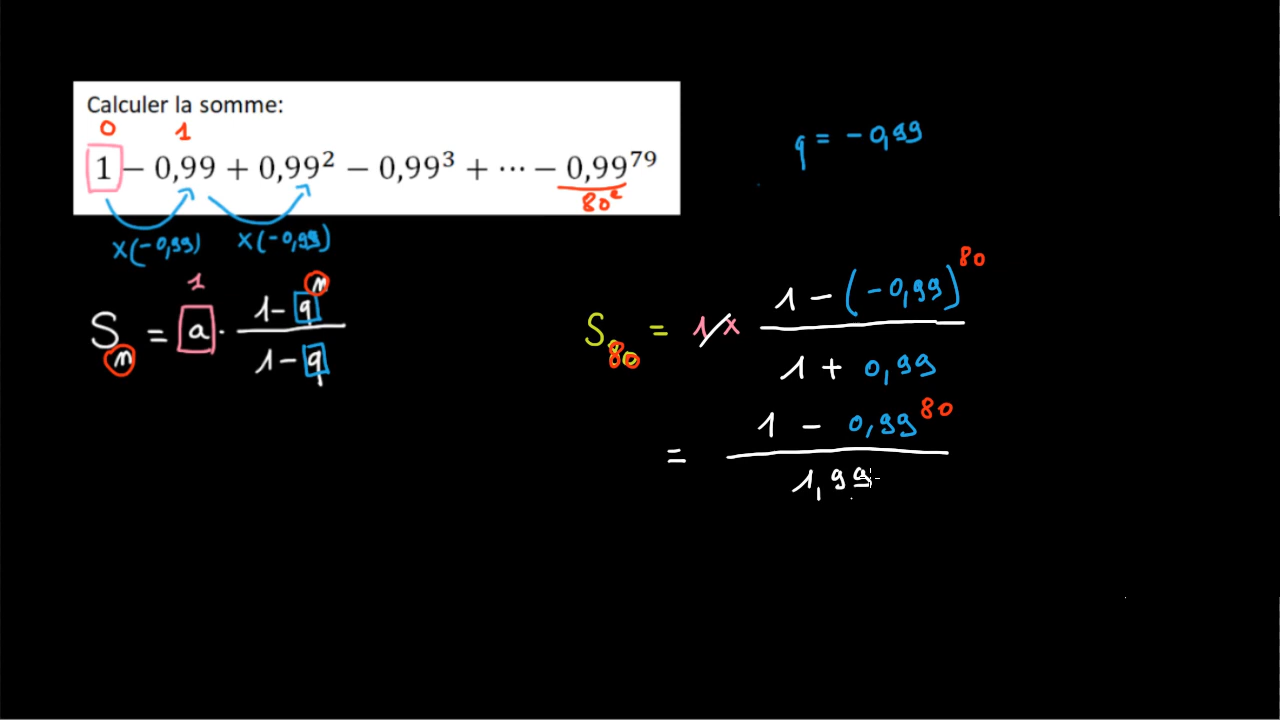 Calculer la somme:
0 1
1 − 0,99 + 0,99² − 0,99³ + ⋯ − 0,99⁷⁹
80ᵉ
×(−0,99) ×(−0,99)
q = −0,99
1
Sₙ = a · (1 − qⁿ) / (1 − q)
S₈₀ = 1 × (1 − (−0,99)⁸⁰) / (1 + 0,99)
= (1 − 0,99⁸⁰) / 1,99